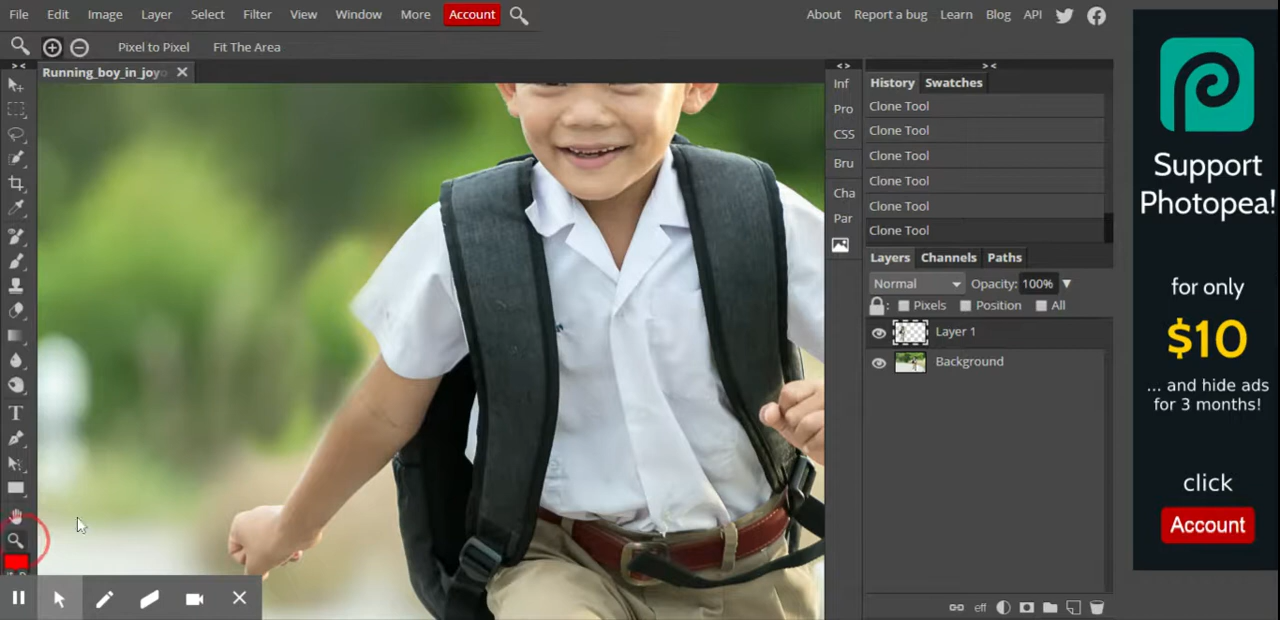 File Edit Image Layer Select Filter View Window More Account About Report a bug Learn Blog API
Pixel to Pixel Fit The Area
Running_boy_in_joyo
Inf
Pro
CSS
Bru
Cha
Par
History Swatches
Clone Tool
Clone Tool
Clone Tool
Clone Tool
Clone Tool
Clone Tool
Layers Channels Paths
Normal Opacity: 100%
: Pixels Position All
Layer 1
Background
eff
T
Support
Photopea!
for only
$10
... and hide ads
for 3 months!
click
Account